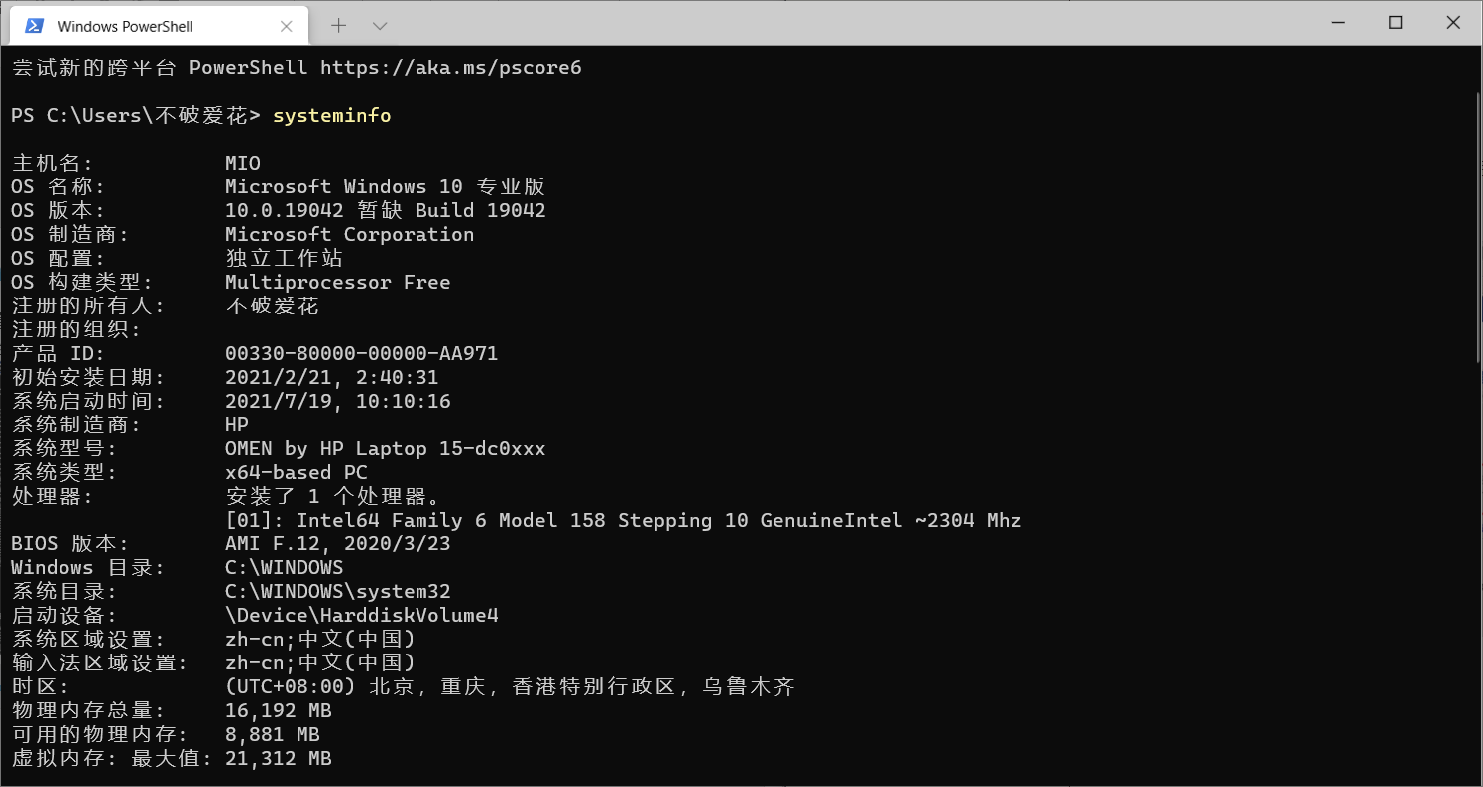 Windows PowerShell
尝试新的跨平台 PowerShell https://aka.ms/pscore6
PS C:\Users\不破爱花> systeminfo
主机名: MIO
OS 名称: Microsoft Windows 10 专业版
OS 版本: 10.0.19042 暂缺 Build 19042
OS 制造商: Microsoft Corporation
OS 配置: 独立工作站
OS 构建类型: Multiprocessor Free
注册的所有人: 不破爱花
注册的组织:
产品 ID: 00330-80000-00000-AA971
初始安装日期: 2021/2/21, 2:40:31
系统启动时间: 2021/7/19, 10:10:16
系统制造商: HP
系统型号: OMEN by HP Laptop 15-dc0xxx
系统类型: x64-based PC
处理器: 安装了 1 个处理器。
[01]: Intel64 Family 6 Model 158 Stepping 10 GenuineIntel ~2304 Mhz
BIOS 版本: AMI F.12, 2020/3/23
Windows 目录: C:\WINDOWS
系统目录: C:\WINDOWS\system32
启动设备: \Device\HarddiskVolume4
系统区域设置: zh-cn;中文(中国)
输入法区域设置: zh-cn;中文(中国)
时区: (UTC+08:00) 北京，重庆，香港特别行政区，乌鲁木齐
物理内存总量: 16,192 MB
可用的物理内存: 8,881 MB
虚拟内存: 最大值: 21,312 MB